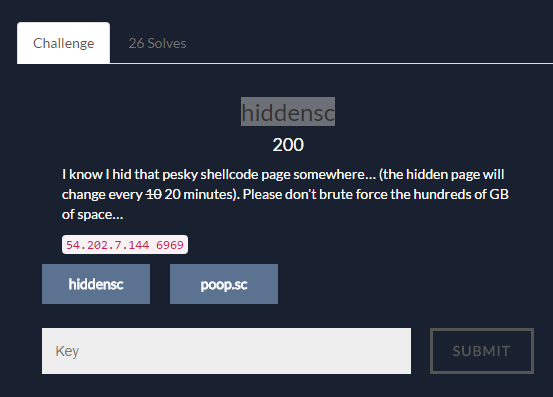 Challenge
26 Solves
hiddensc
200
I know I hid that pesky shellcode page somewhere... (the hidden page will
change every 10 20 minutes). Please don't brute force the hundreds of GB
of space...
54.202.7.144 6969
hiddensc
poop.sc
Key
SUBMIT